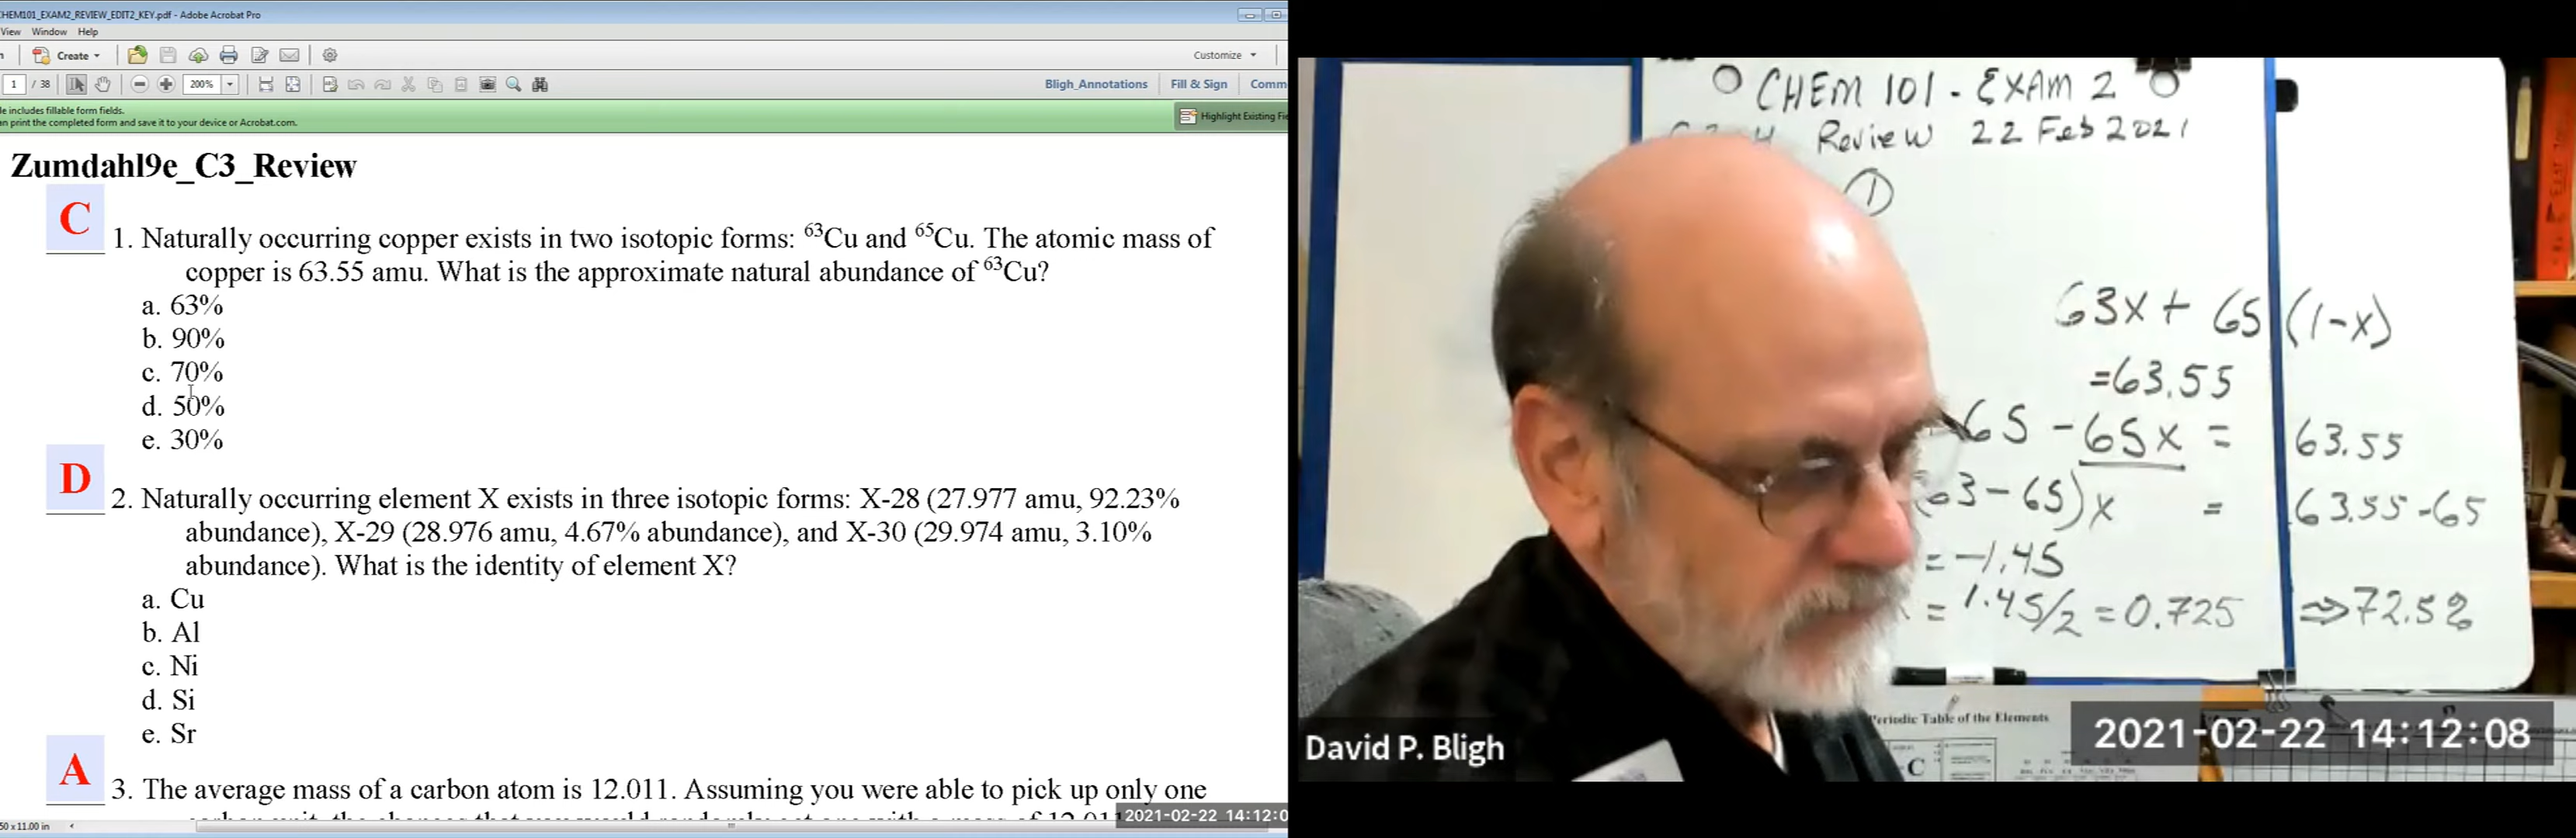 HEM101_EXAM2_REVIEW_EDIT2_KEY.pdf - Adobe Acrobat Pro
View Window Help
Create Customize
1 / 38 200% Bligh_Annotations Fill & Sign Comm
le includes fillable form fields.
an print the completed form and save it to your device or Acrobat.com.
Highlight Existing Fie
Zumdahl9e_C3_Review
C
1. Naturally occurring copper exists in two isotopic forms: ⁶³Cu and ⁶⁵Cu. The atomic mass of
copper is 63.55 amu. What is the approximate natural abundance of ⁶³Cu?
a. 63%
b. 90%
c. 70%
d. 50%
e. 30%
D
2. Naturally occurring element X exists in three isotopic forms: X-28 (27.977 amu, 92.23%
abundance), X-29 (28.976 amu, 4.67% abundance), and X-30 (29.974 amu, 3.10%
abundance). What is the identity of element X?
a. Cu
b. Al
c. Ni
d. Si
e. Sr
A
3. The average mass of a carbon atom is 12.011. Assuming you were able to pick up only one
2021-02-22 14:12:0
50 x 11.00 in
CHEM 101 - EXAM 2
Review 22 Feb 2021
1
63x + 65(1-x)
=63.55
65 - 65x = 63.55
63-65)x = 63.55-65
= -1.45
= 1.45/2 = 0.725 ⇒ 72.5%
Periodic Table of the Elements
C
David P. Bligh
2021-02-22 14:12:08